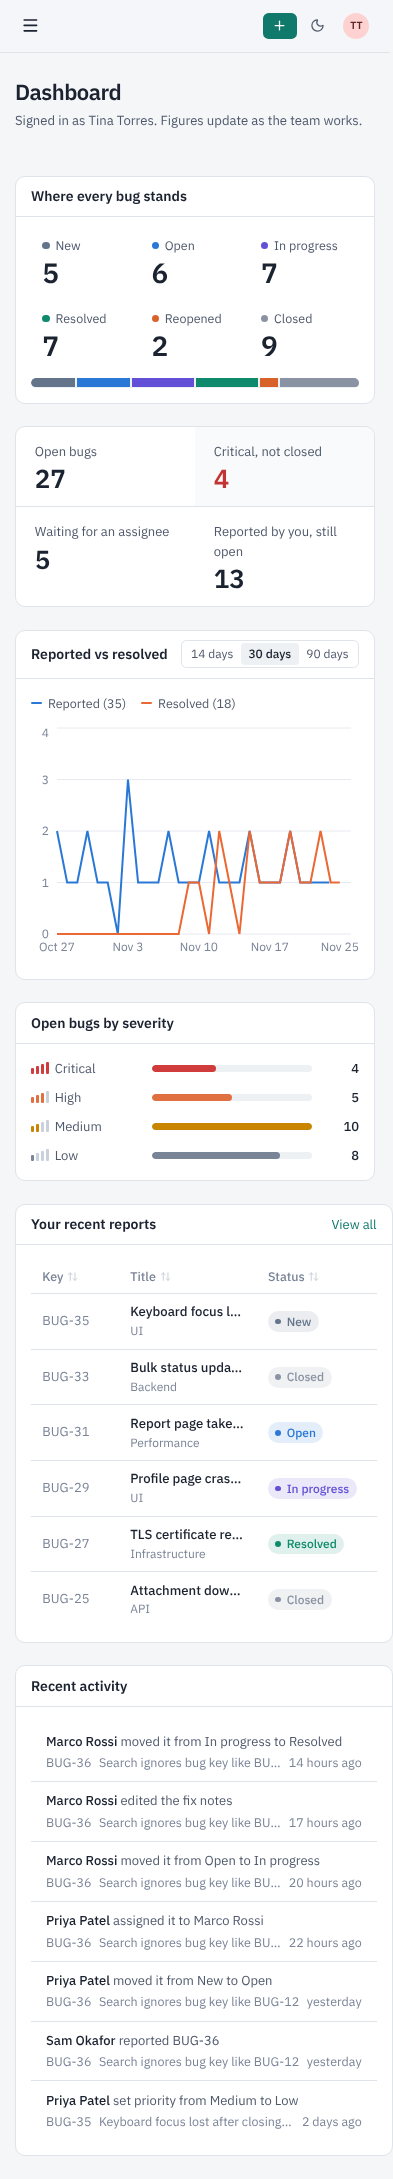 +
TT
Dashboard
Signed in as Tina Torres. Figures update as the team works.
Where every bug stands
New Open In progress
5 6 7
Resolved Reopened Closed
7 2 9
Open bugs Critical, not closed
27 4
Waiting for an assignee Reported by you, still
open
5 13
Reported vs resolved 14 days 30 days 90 days
Reported (35) Resolved (18)
4
3
2
1
0
Oct 27 Nov 3 Nov 10 Nov 17 Nov 25
Open bugs by severity
Critical 4
High 5
Medium 10
Low 8
Your recent reports View all
Key Title Status
BUG-35 Keyboard focus l... New
UI
BUG-33 Bulk status upda... Closed
Backend
BUG-31 Report page take... Open
Performance
BUG-29 Profile page cras... In progress
UI
BUG-27 TLS certificate re... Resolved
Infrastructure
BUG-25 Attachment dow... Closed
API
Recent activity
Marco Rossi moved it from In progress to Resolved
BUG-36 Search ignores bug key like BU... 14 hours ago
Marco Rossi edited the fix notes
BUG-36 Search ignores bug key like BU... 17 hours ago
Marco Rossi moved it from Open to In progress
BUG-36 Search ignores bug key like BU... 20 hours ago
Priya Patel assigned it to Marco Rossi
BUG-36 Search ignores bug key like BU... 22 hours ago
Priya Patel moved it from New to Open
BUG-36 Search ignores bug key like BUG-12 yesterday
Sam Okafor reported BUG-36
BUG-36 Search ignores bug key like BUG-12 yesterday
Priya Patel set priority from Medium to Low
BUG-35 Keyboard focus lost after closing... 2 days ago